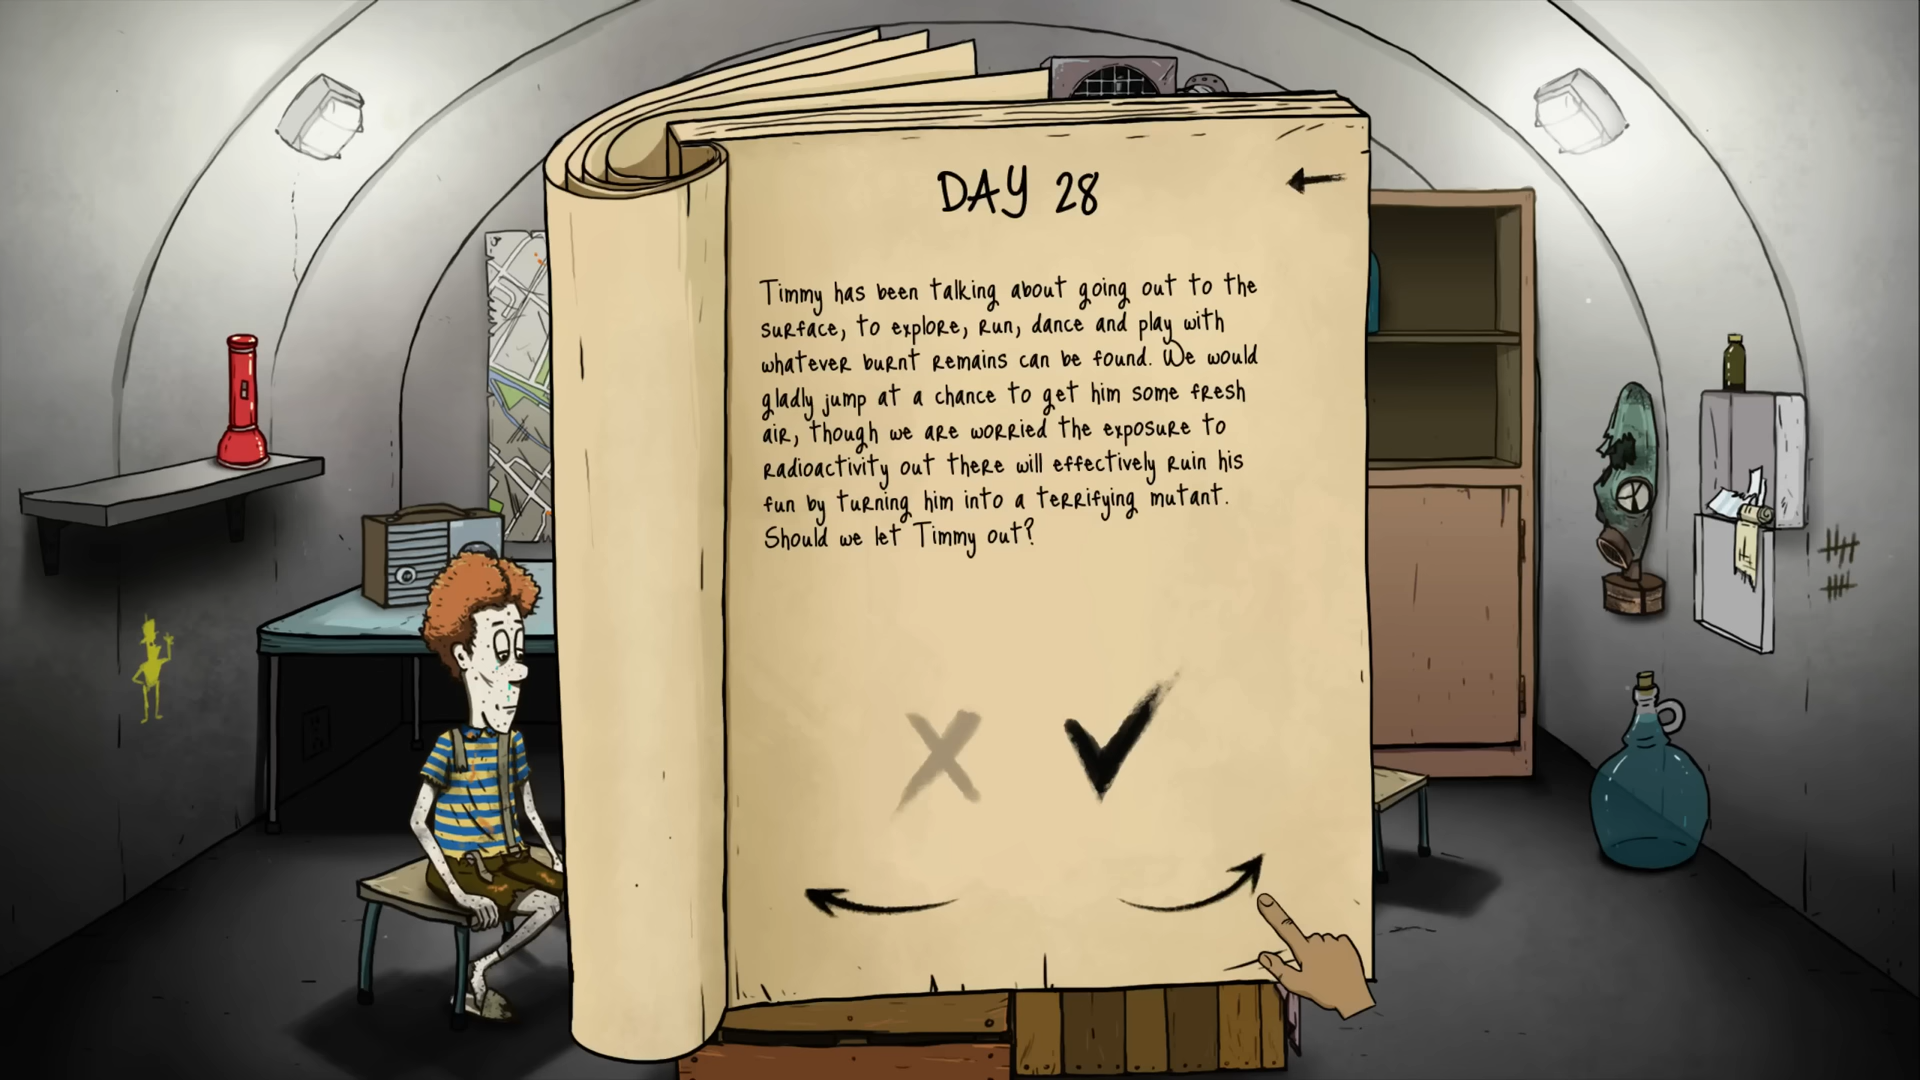 DAY 28
Timmy has been talking about going out to the
surface, to explore, run, dance and play with
whatever burnt remains can be found. We would
gladly jump at a chance to get him some fresh
air, though we are worried the exposure to
radioactivity out there will effectively ruin his
fun by turning him into a terrifying mutant.
Should we let Timmy out?